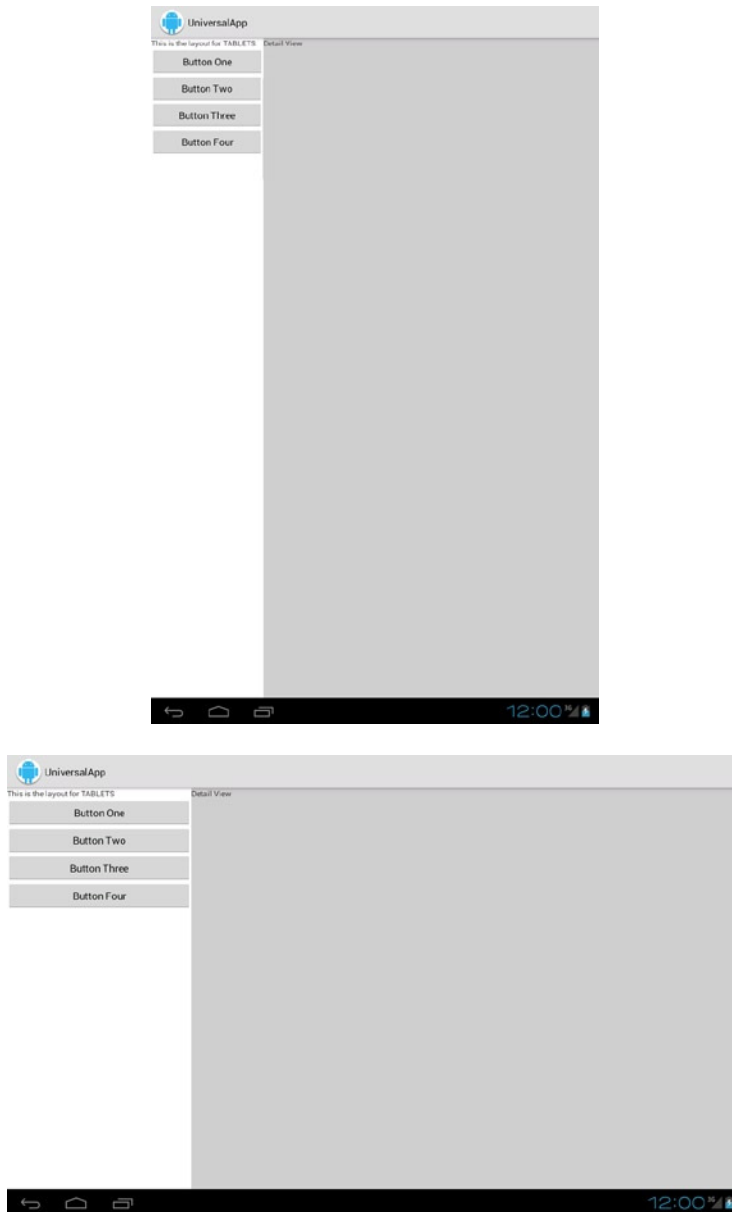 UniversalApp
This is the layout for TABLETS Detail View
Button One
Button Two
Button Three
Button Four
12:00 3G
UniversalApp
This is the layout for TABLETS Detail View
Button One
Button Two
Button Three
Button Four
12:00 3G